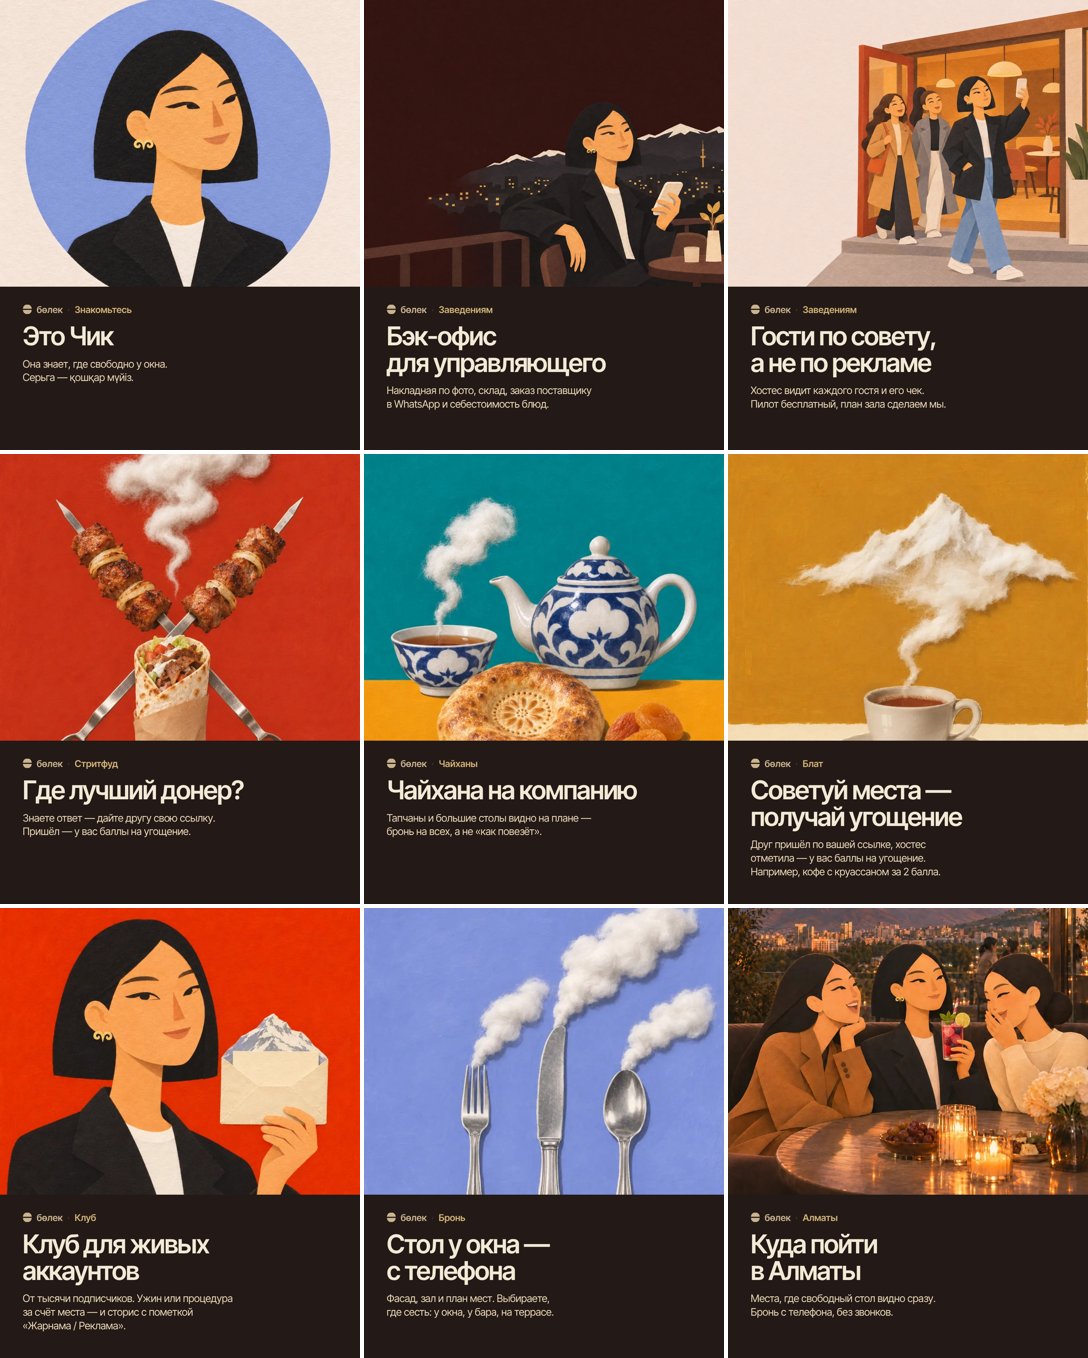 бөлек · Знакомьтесь
Это Чик
Она знает, где свободно у окна.
Серьга — қошқар мүйіз.
бөлек · Заведениям
Бэк-офис
для управляющего
Накладная по фото, склад, заказ поставщику
в WhatsApp и себестоимость блюд.
бөлек · Заведениям
Гости по совету,
а не по рекламе
Хостес видит каждого гостя и его чек.
Пилот бесплатный, план зала сделаем мы.
бөлек · Стритфуд
Где лучший донер?
Знаете ответ — дайте другу свою ссылку.
Пришёл — у вас баллы на угощение.
бөлек · Чайханы
Чайхана на компанию
Тапчаны и большие столы видно на плане —
бронь на всех, а не «как повезёт».
бөлек · Блат
Советуй места —
получай угощение
Друг пришёл по вашей ссылке, хостес
отметила — у вас баллы на угощение.
Например, кофе с круассаном за 2 балла.
бөлек · Клуб
Клуб для живых
аккаунтов
От тысячи подписчиков. Ужин или процедура
за счёт места — и сторис с пометкой
«Жарнама / Реклама».
бөлек · Бронь
Стол у окна —
с телефона
Фасад, зал и план мест. Выбираете,
где сесть: у окна, у бара, на террасе.
бөлек · Алматы
Куда пойти
в Алматы
Места, где свободный стол видно сразу.
Бронь с телефона, без звонков.